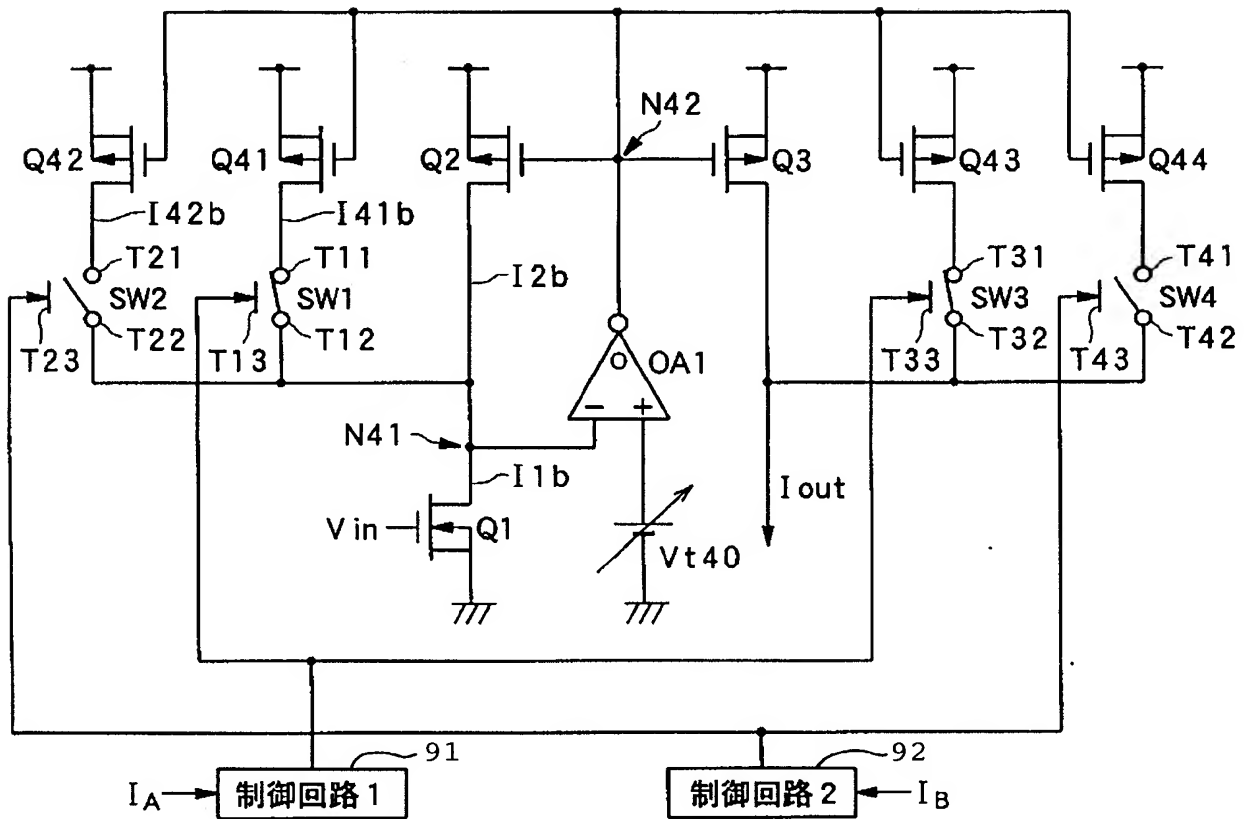 N42
Q42
Q41
Q2
Q3
Q43
Q44
I42b
I41b
T21
T11
I2b
T31
T41
SW2
SW1
SW3
SW4
T22
T12
O
OA1
T32
T42
T23
T13
T33
T43
− +
N41
I1b
Iout
Vin
Q1
Vt40
91
92
IA
制御回路1
制御回路2
IB